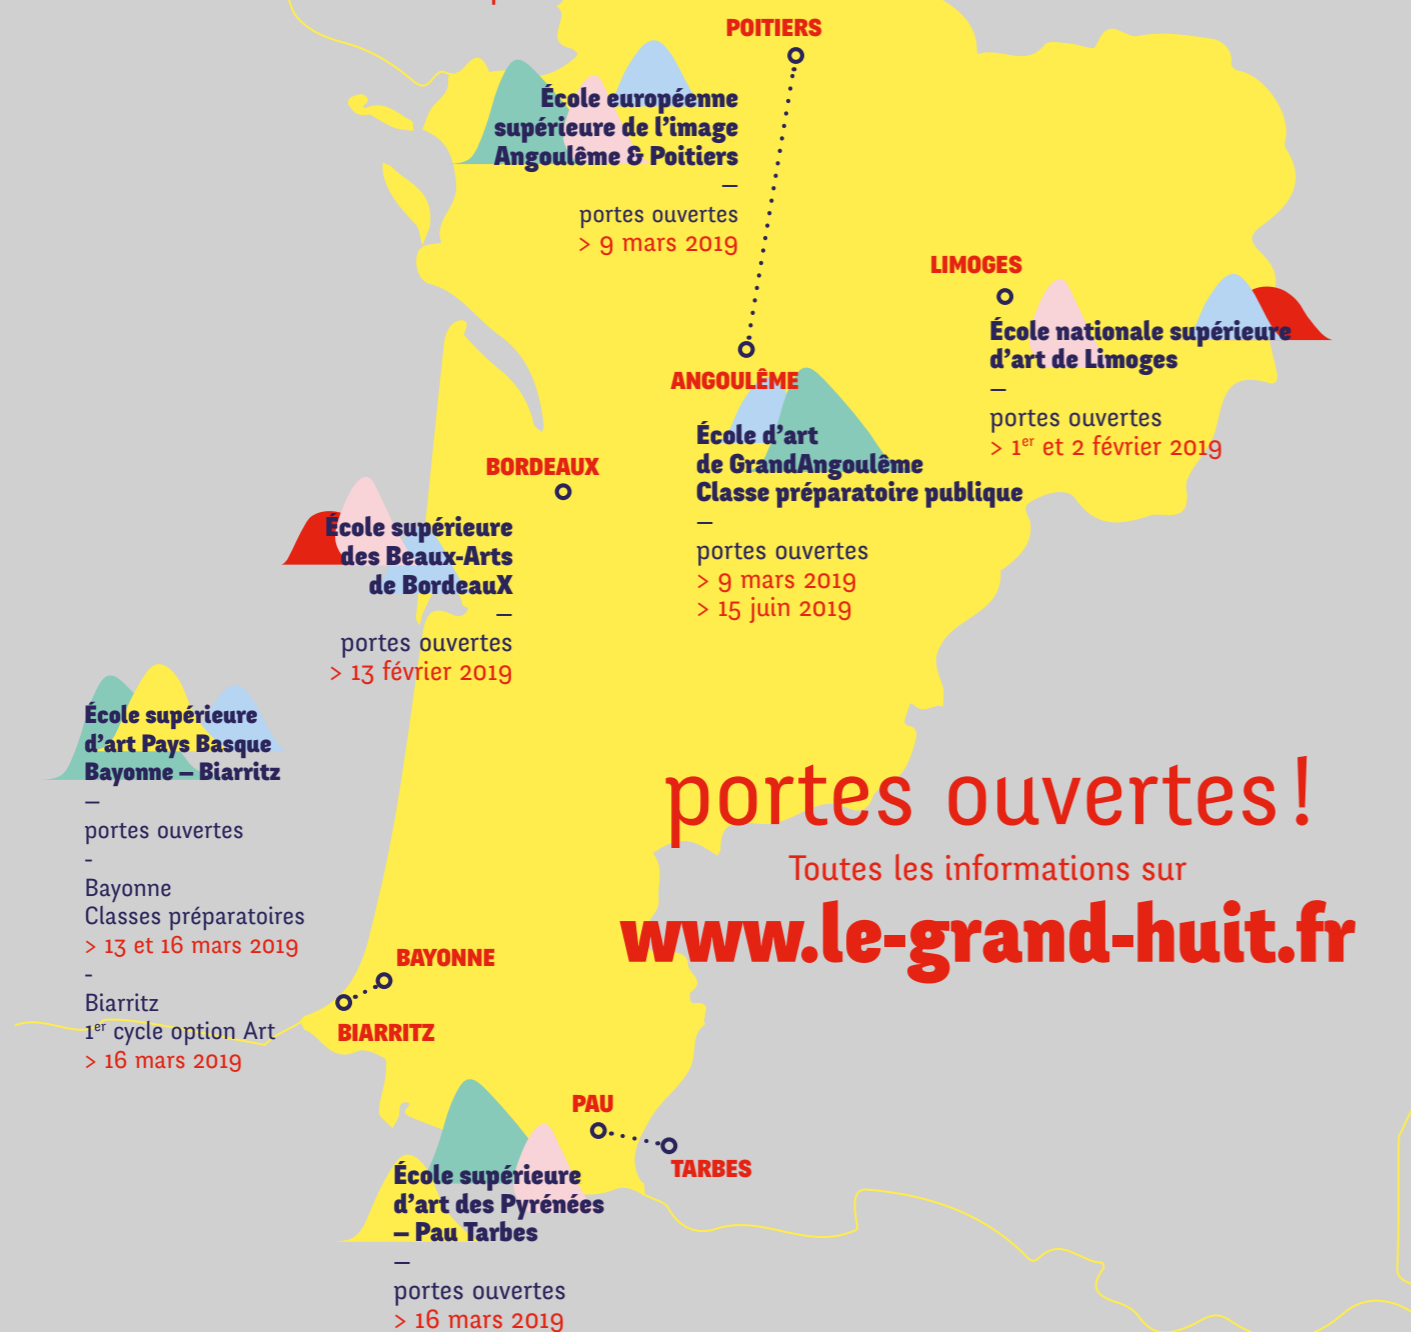 POITIERS
École européenne
supérieure de l’image
Angoulême & Poitiers
—
portes ouvertes
> 9 mars 2019
LIMOGES
École nationale supérieure
d’art de Limoges
—
portes ouvertes
> 1er et 2 février 2019
ANGOULÊME
École d’art
de GrandAngoulême
Classe préparatoire publique
—
portes ouvertes
> 9 mars 2019
> 15 juin 2019
BORDEAUX
École supérieure
des Beaux-Arts
de BordeauX
—
portes ouvertes
> 13 février 2019
École supérieure
d’art Pays Basque
Bayonne – Biarritz
—
portes ouvertes
-
Bayonne
Classes préparatoires
> 13 et 16 mars 2019
-
Biarritz
1er cycle option Art
> 16 mars 2019
portes ouvertes !
Toutes les informations sur
www.le-grand-huit.fr
BAYONNE
BIARRITZ
PAU
TARBES
École supérieure
d’art des Pyrénées
– Pau Tarbes
—
portes ouvertes
> 16 mars 2019